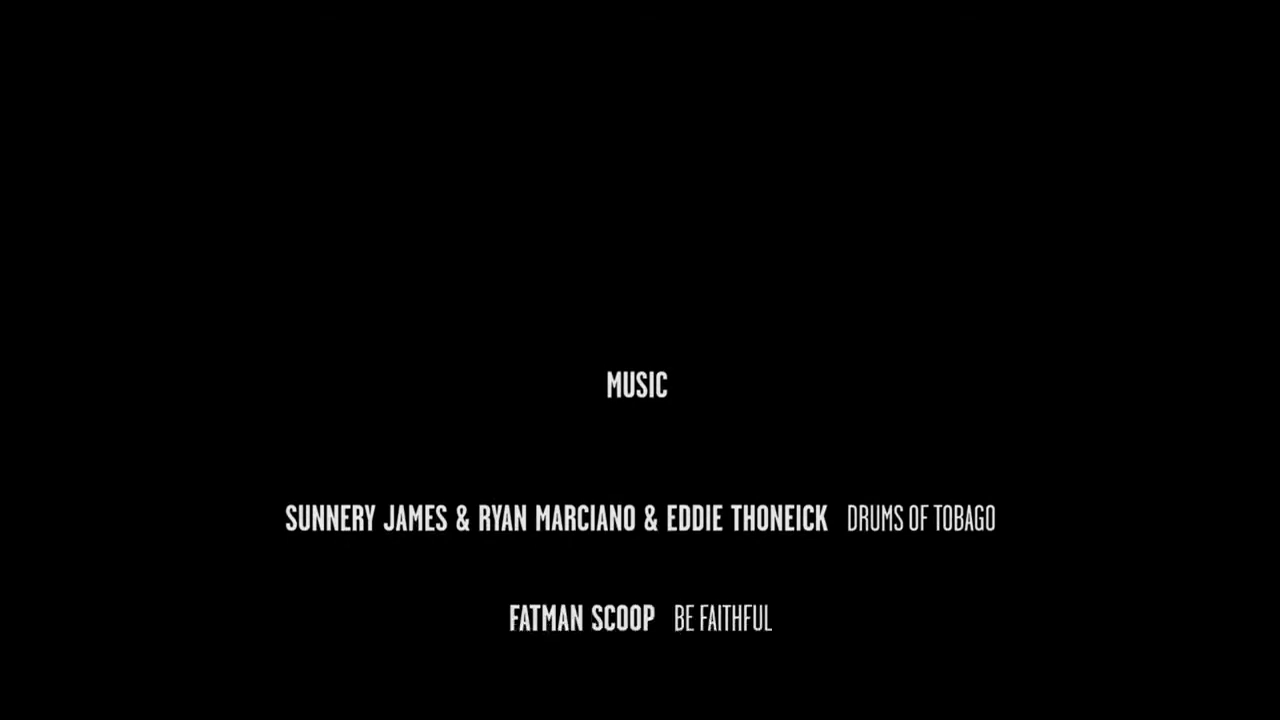 MUSIC
SUNNERY JAMES & RYAN MARCIANO & EDDIE THONEICK DRUMS OF TOBAGO
FATMAN SCOOP BE FAITHFUL